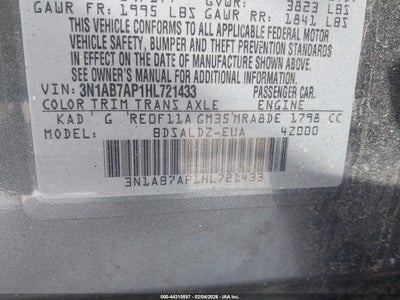 GVWR: 3823 LBS
GAWR FR: 1995 LBS GAWR RR: 1841 LBS
THIS VEHICLE CONFORMS TO ALL APPLICABLE FEDERAL MOTOR
VEHICLE SAFETY, BUMPER, AND THEFT PREVENTION STANDARDS
IN EFFECT ON THE DATE OF MANUFACTURE SHOWN ABOVE.
SEE OWNER'S MANUAL FOR ADDITIONAL INFORMATION
VIN: 3N1AB7AP1HL721433 PASSENGER CAR
COLOR TRIM TRANS AXLE ENGINE
KAD G RE0F11A GM35 MRA8DE 1798 CC
MODEL: BDSALDZ-EUA 42000
3N1AB7AP1HL721433
ID: 44310597 - IAA - 02/04/2026 - IAA Inc.